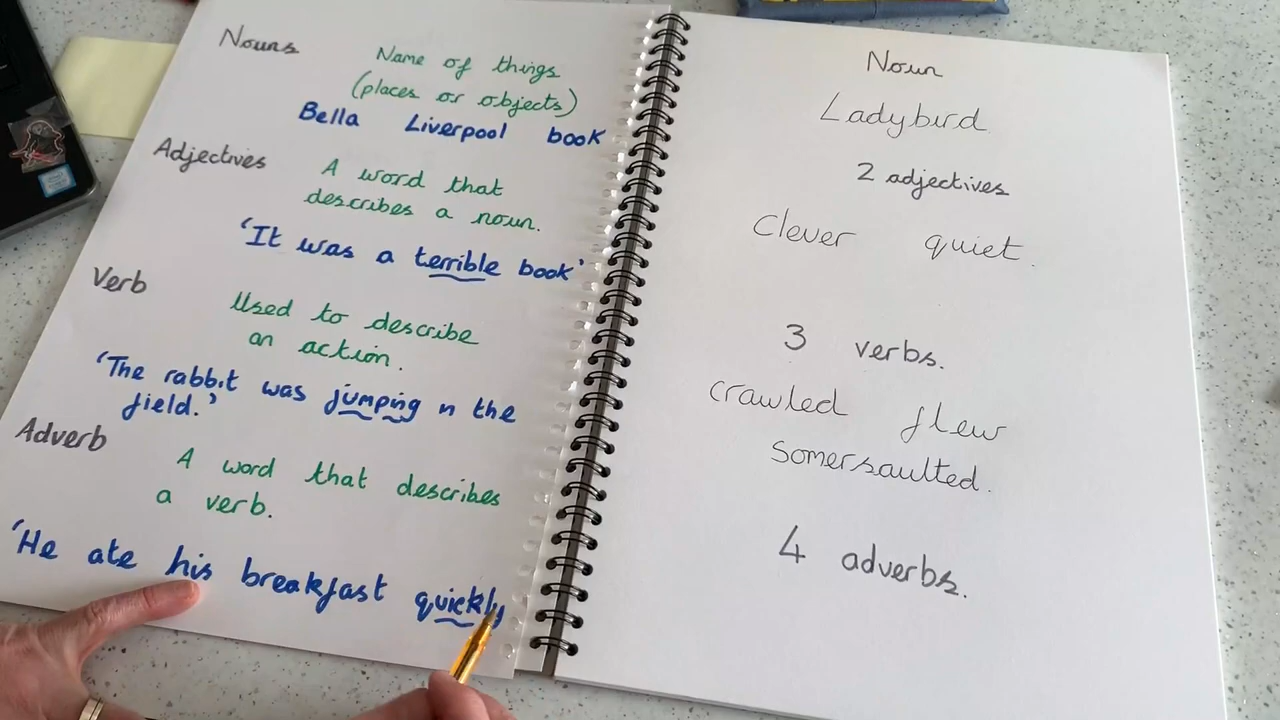 Nouns
Name of things
(places or objects)
Bella Liverpool book
Adjectives
A word that
describes a noun.
'It was a terrible book'
Verb
Used to describe
an action.
'The rabbit was jumping n the
field.'
Adverb
A word that describes
a verb.
'He ate his breakfast quickly
Noun
Ladybird
2 adjectives
Clever quiet.
3 verbs.
crawled flew
somersaulted.
4 adverbs.